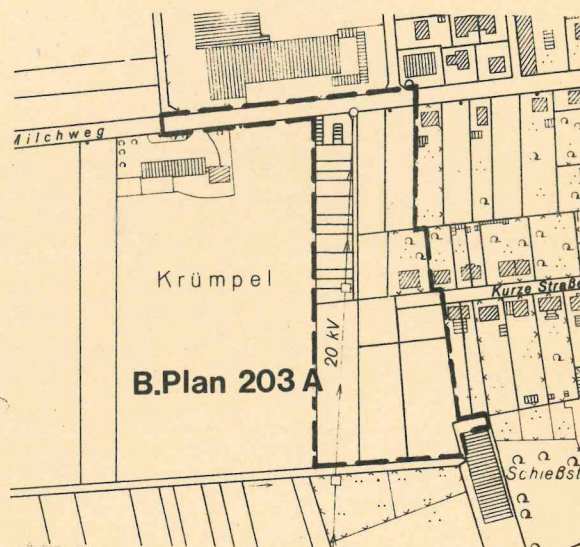 Milchweg
Krümpel
Kurze Straße
20 kV
B.Plan 203 A
Schießst